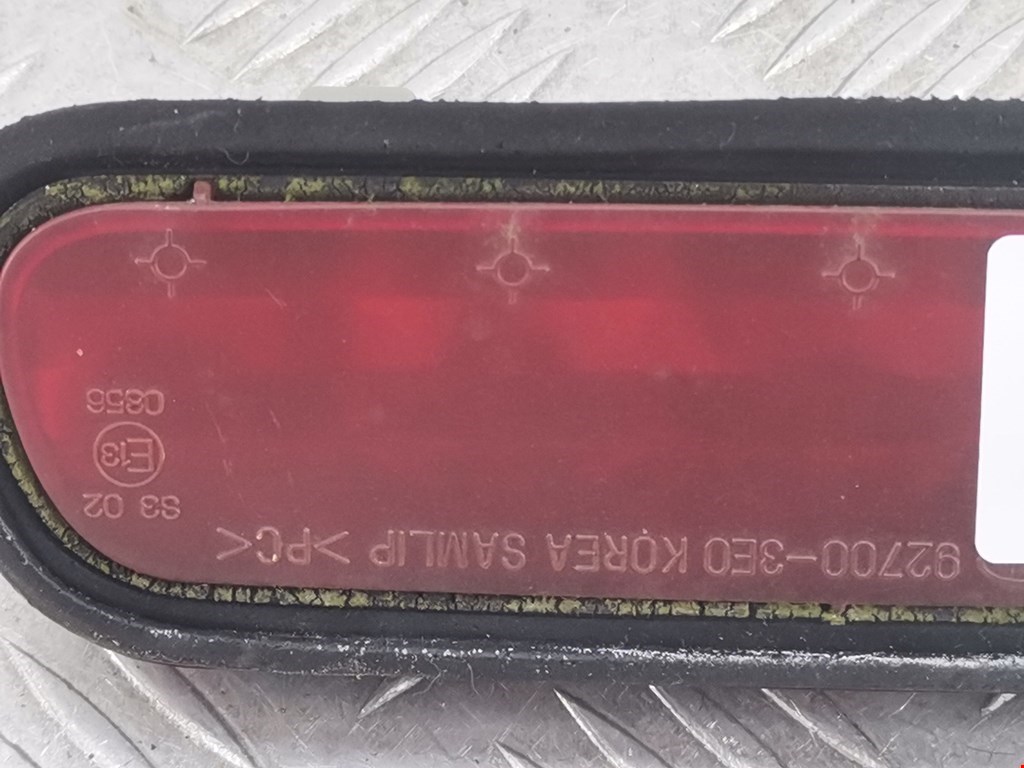 92700-3E0 KOREA SAMLIP >PC<
S3 02
E13
0856